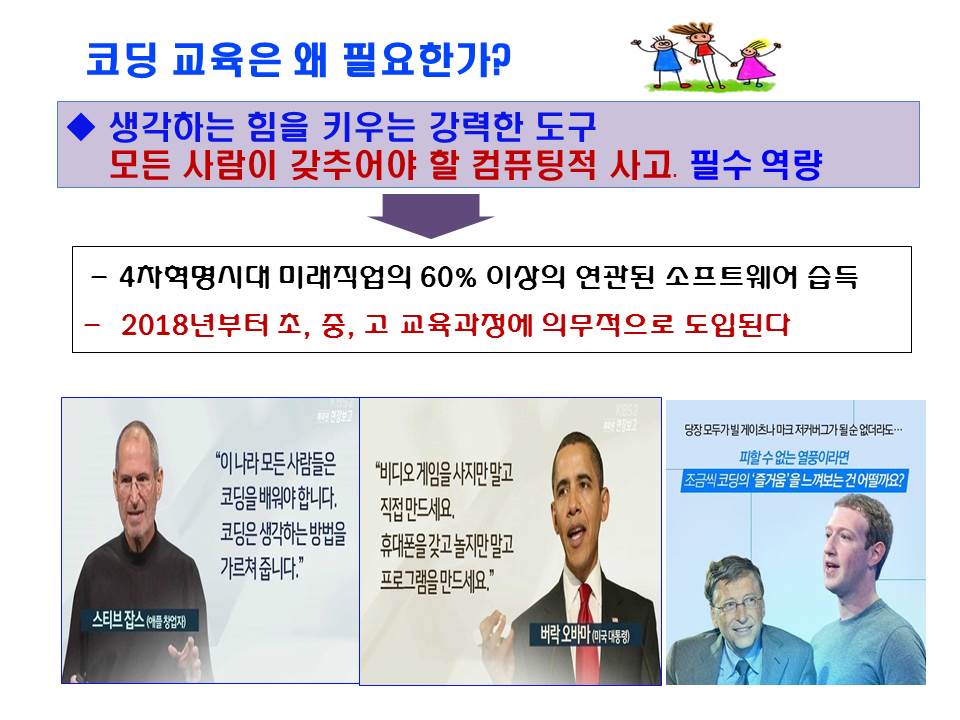 코딩 교육은 왜 필요한가?
◆ 생각하는 힘을 키우는 강력한 도구
모든 사람이 갖추어야 할 컴퓨팅적 사고. 필수 역량
– 4차혁명시대 미래직업의 60% 이상의 연관된 소프트웨어 습득
– 2018년부터 초, 중, 고 교육과정에 의무적으로 도입된다
현장보고
“이 나라 모든 사람들은
코딩을 배워야 합니다.
코딩은 생각하는 방법을
가르쳐 줍니다.”
스티브 잡스 (애플 창업자)
KBS2
현장보고
“비디오 게임을 사지만 말고
직접 만드세요.
휴대폰을 갖고 놀지만 말고
프로그램을 만드세요.”
버락 오바마 (미국 대통령)
당장 모두가 빌 게이츠나 마크 저커버그가 될 순 없더라도…
피할 수 없는 열풍이라면
조금씩 코딩의 ‘즐거움’을 느껴보는 건 어떨까요?